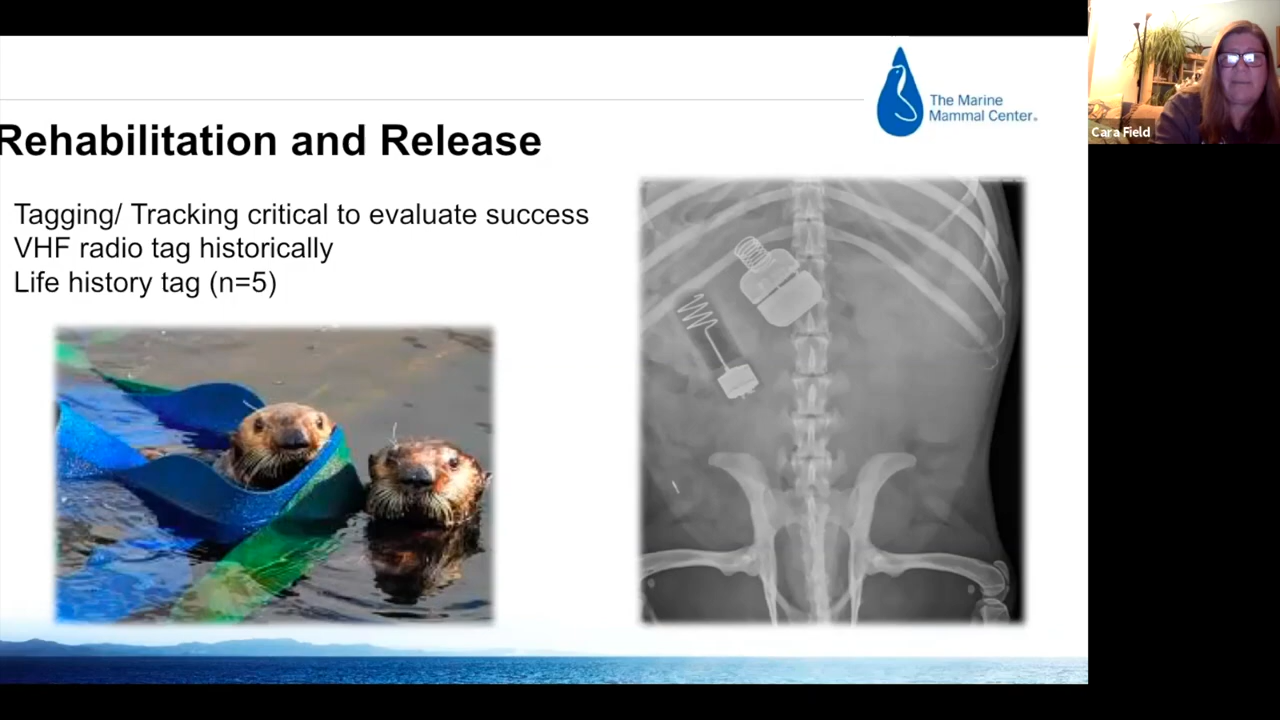 The Marine
Mammal Center.
Cara Field
Rehabilitation and Release
Tagging/ Tracking critical to evaluate success
VHF radio tag historically
Life history tag (n=5)